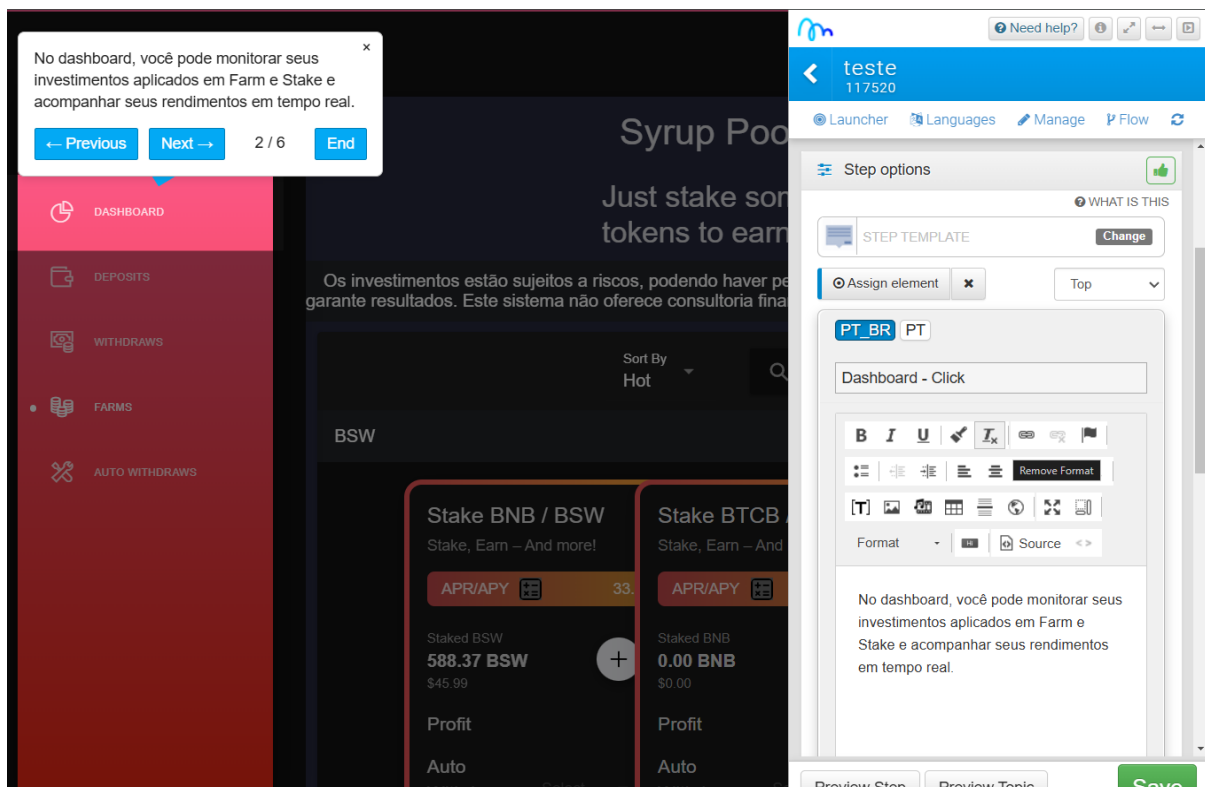 No dashboard, você pode monitorar seus
investimentos aplicados em Farm e Stake e
acompanhar seus rendimentos em tempo real.
×
← Previous
Next →
2 / 6
End
DASHBOARD
DEPOSITS
WITHDRAWS
FARMS
AUTO WITHDRAWS
Syrup Poo
Just stake son
tokens to earn
Os investimentos estão sujeitos a riscos, podendo haver pe
garante resultados. Este sistema não oferece consultoria fina
Sort By
Hot
BSW
Stake BNB / BSW
Stake, Earn – And more!
APR/APY
33.
Staked BSW
588.37 BSW
$45.99
+
Profit
Auto
Stake BTCB
Stake, Earn – And
APR/APY
Staked BNB
0.00 BNB
$0.00
Profit
Auto
Need help?
teste
117520
Launcher
Languages
Manage
Flow
Step options
WHAT IS THIS
STEP TEMPLATE
Change
Assign element
Top
PT_BR
PT
Dashboard - Click
B I U
Remove Format
[T]
Format
Hi
Source <>
No dashboard, você pode monitorar seus
investimentos aplicados em Farm e
Stake e acompanhar seus rendimentos
em tempo real.
Preview Step
Preview Topic
Save